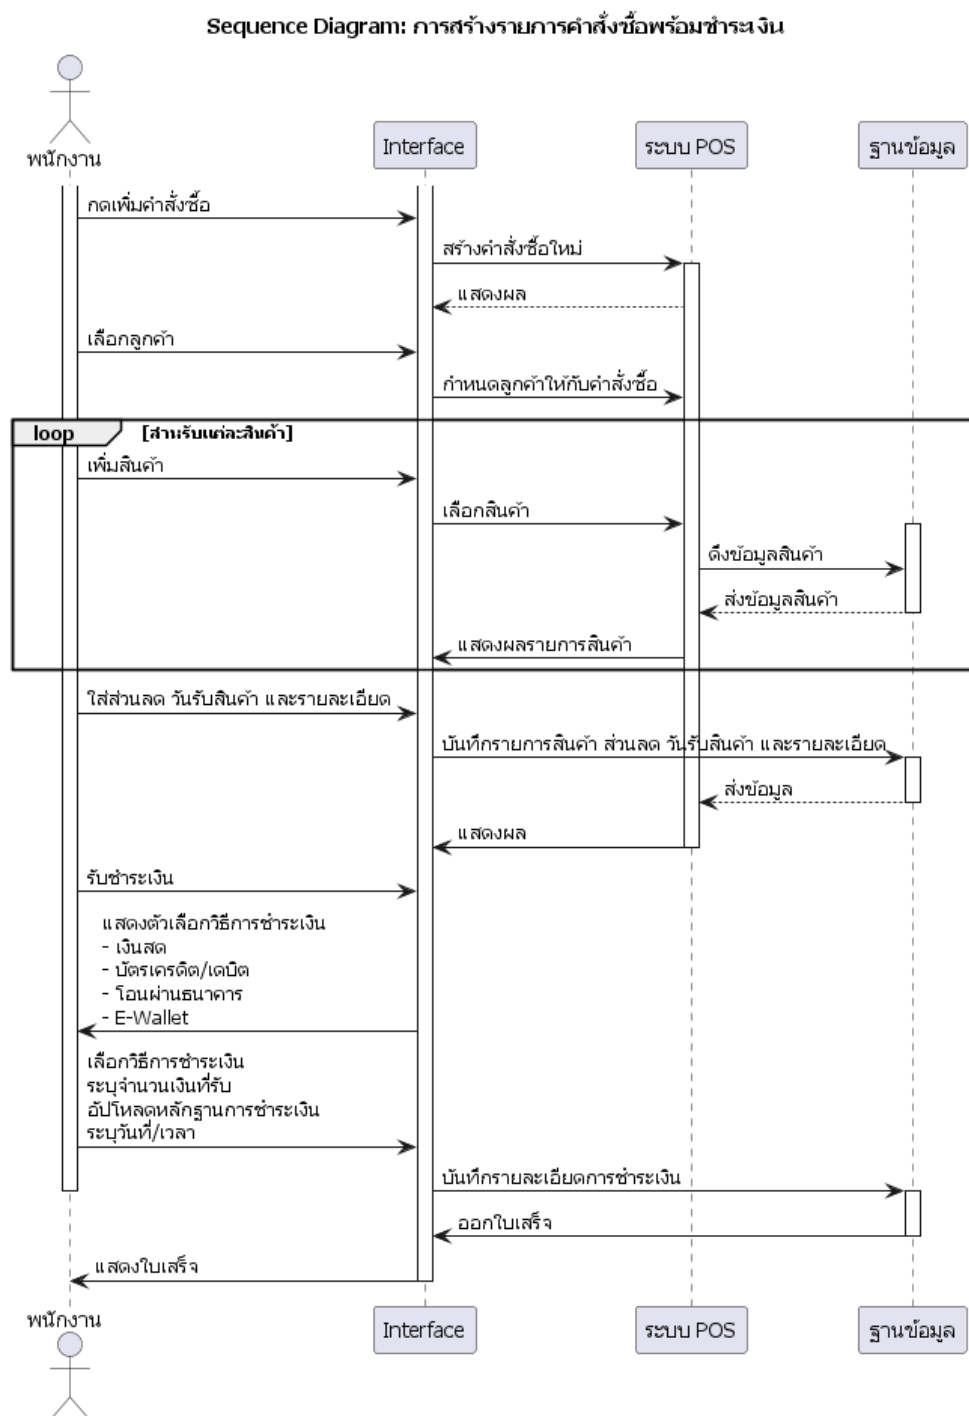 Sequence Diagram: การสร้างรายการคำสั่งซื้อพร้อมชำระเงิน
พนักงาน
Interface
ระบบ POS
ฐานข้อมูล
กดเพิ่มคำสั่งซื้อ
สร้างคำสั่งซื้อใหม่
แสดงผล
เลือกลูกค้า
กำหนดลูกค้าให้กับคำสั่งซื้อ
loop
[สำหรับแต่ละสินค้า]
เพิ่มสินค้า
เลือกสินค้า
ดึงข้อมูลสินค้า
ส่งข้อมูลสินค้า
แสดงผลรายการสินค้า
ใส่ส่วนลด วันรับสินค้า และรายละเอียด
บันทึกรายการสินค้า ส่วนลด วันรับสินค้า และรายละเอียด
ส่งข้อมูล
แสดงผล
รับชำระเงิน
แสดงตัวเลือกวิธีการชำระเงิน
- เงินสด
- บัตรเครดิต/เดบิต
- โอนผ่านธนาคาร
- E-Wallet
เลือกวิธีการชำระเงิน
ระบุจำนวนเงินที่รับ
อัปโหลดหลักฐานการชำระเงิน
ระบุวันที่/เวลา
บันทึกรายละเอียดการชำระเงิน
ออกใบเสร็จ
แสดงใบเสร็จ
พนักงาน
Interface
ระบบ POS
ฐานข้อมูล